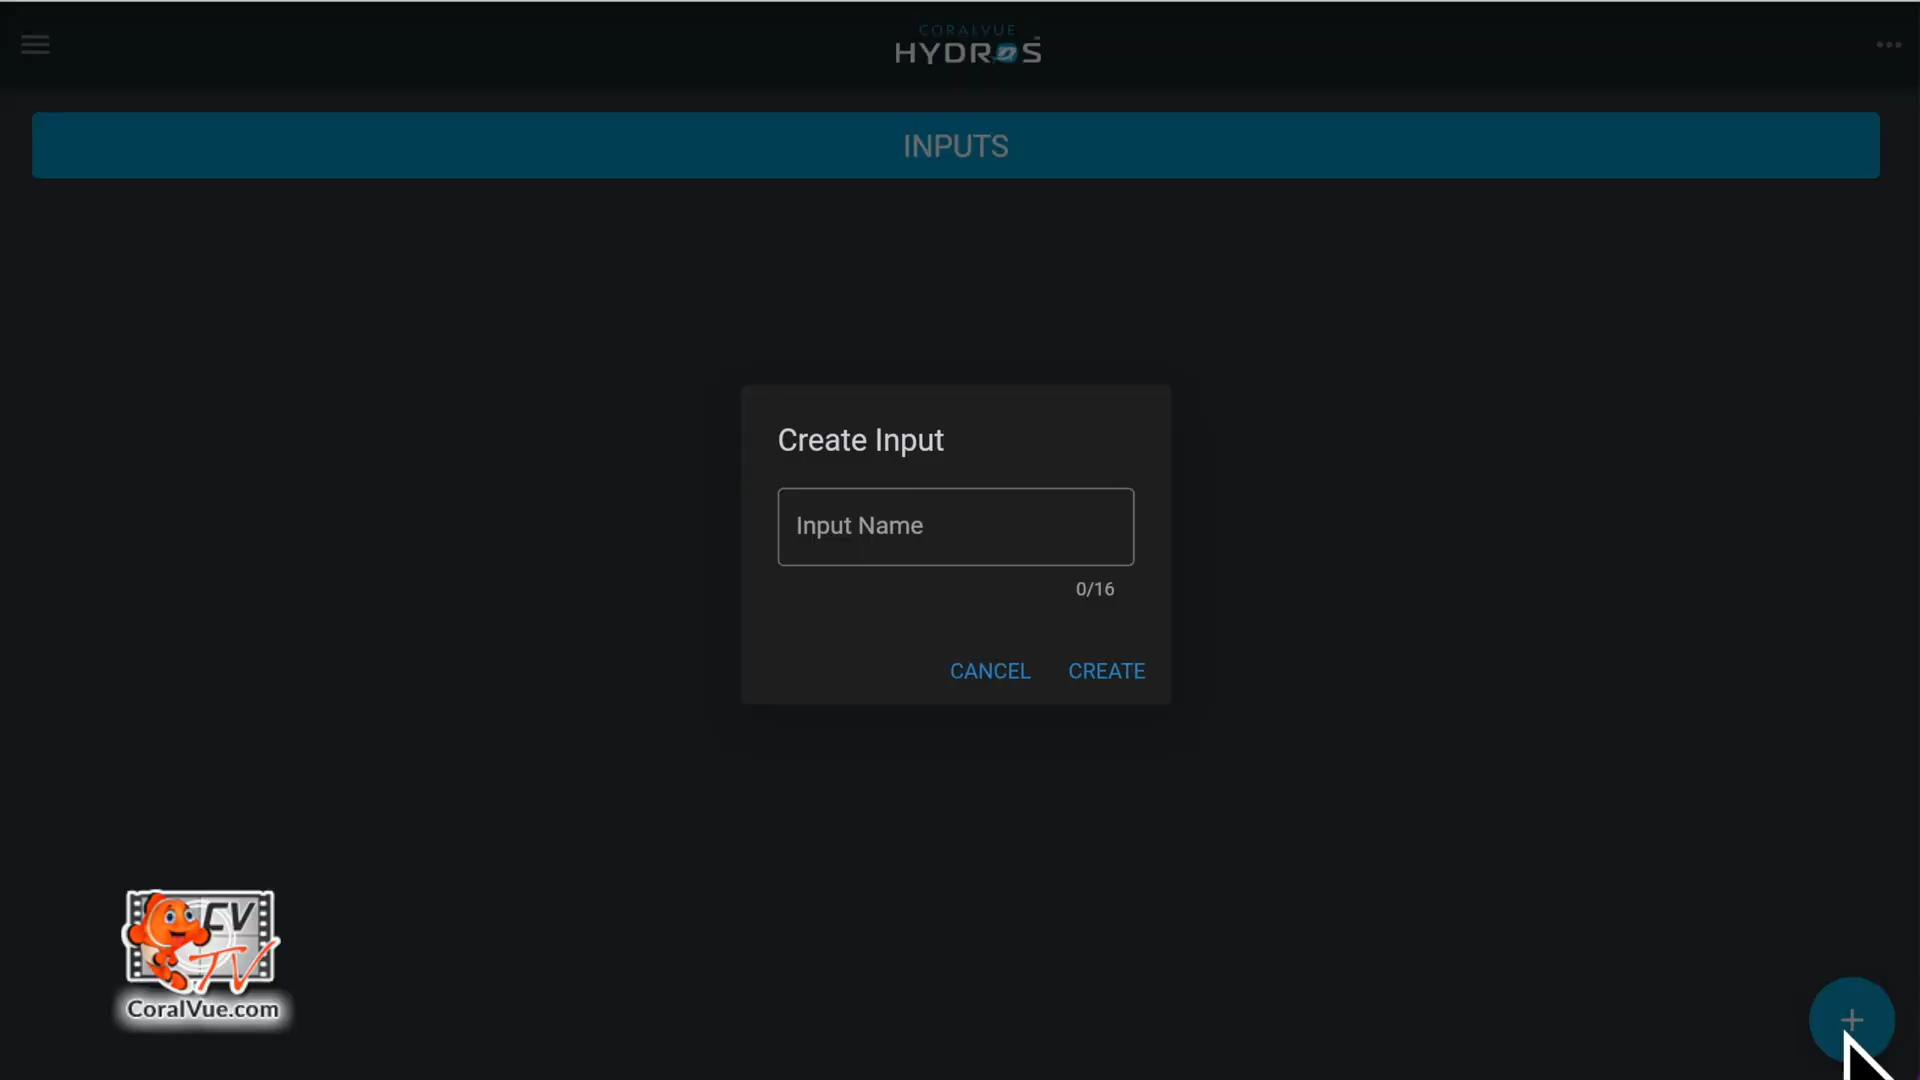 CORALVUE
HYDROS
INPUTS
Create Input
Input Name
0/16
CANCEL CREATE
CV
TV
CoralVue.com